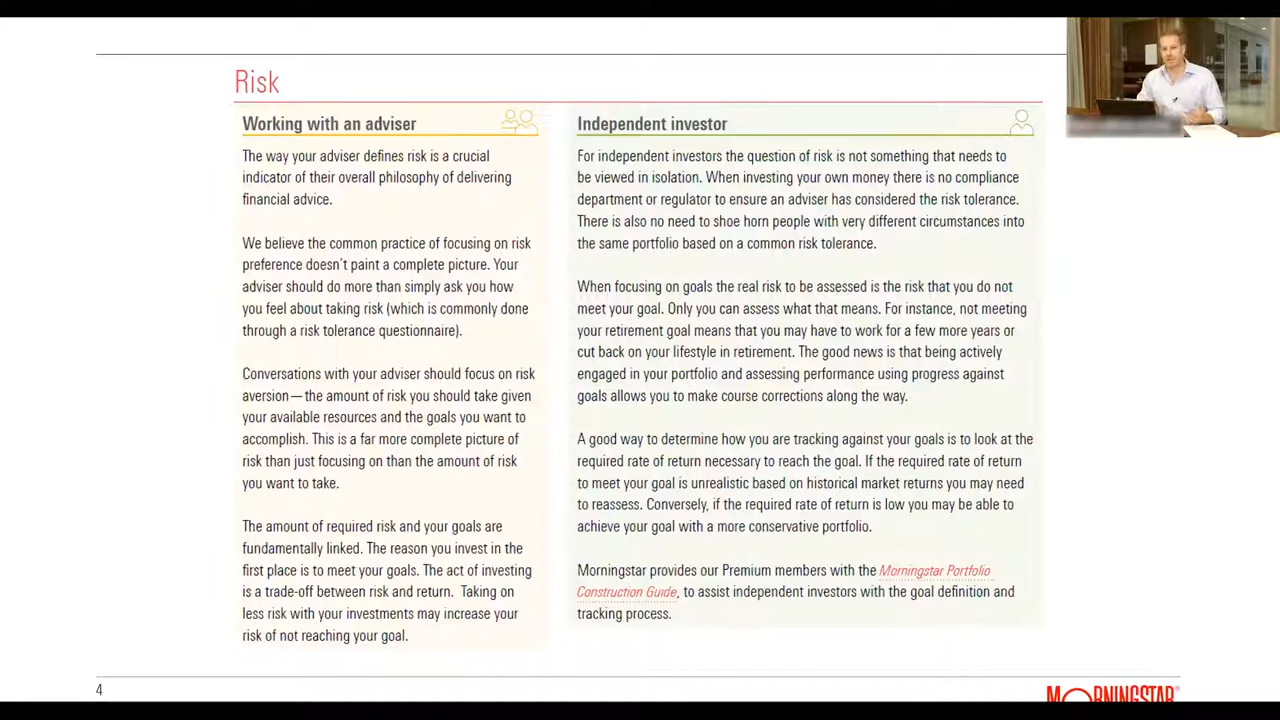 Risk
Working with an adviser
The way your adviser defines risk is a crucial
indicator of their overall philosophy of delivering
financial advice.
We believe the common practice of focusing on risk
preference doesn't paint a complete picture. Your
adviser should do more than simply ask you how
you feel about taking risk (which is commonly done
through a risk tolerance questionnaire).
Conversations with your adviser should focus on risk
aversion—the amount of risk you should take given
your available resources and the goals you want to
accomplish. This is a far more complete picture of
risk than just focusing on than the amount of risk
you want to take.
The amount of required risk and your goals are
fundamentally linked. The reason you invest in the
first place is to meet your goals. The act of investing
is a trade-off between risk and return. Taking on
less risk with your investments may increase your
risk of not reaching your goal.
Independent investor
For independent investors the question of risk is not something that needs to
be viewed in isolation. When investing your own money there is no compliance
department or regulator to ensure an adviser has considered the risk tolerance.
There is also no need to shoe horn people with very different circumstances into
the same portfolio based on a common risk tolerance.
When focusing on goals the real risk to be assessed is the risk that you do not
meet your goal. Only you can assess what that means. For instance, not meeting
your retirement goal means that you may have to work for a few more years or
cut back on your lifestyle in retirement. The good news is that being actively
engaged in your portfolio and assessing performance using progress against
goals allows you to make course corrections along the way.
A good way to determine how you are tracking against your goals is to look at the
required rate of return necessary to reach the goal. If the required rate of return
to meet your goal is unrealistic based on historical market returns you may need
to reassess. Conversely, if the required rate of return is low you may be able to
achieve your goal with a more conservative portfolio.
Morningstar provides our Premium members with the Morningstar Portfolio
Construction Guide, to assist independent investors with the goal definition and
tracking process.
4
MORNINGSTAR®